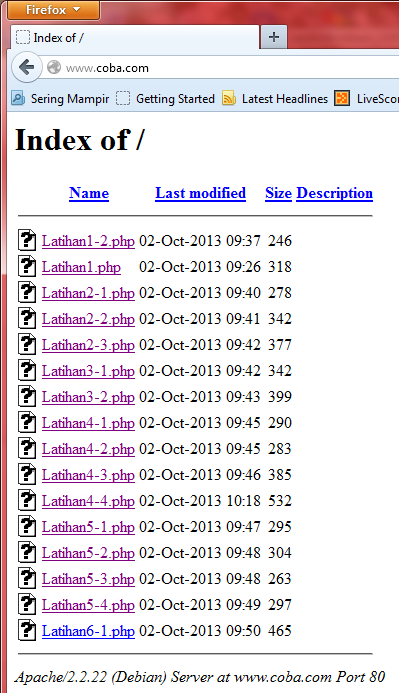 Firefox
Index of /
www.coba.com
Sering Mampir Getting Started Latest Headlines LiveScor
Index of /
Name Last modified Size Description
Latihan1-2.php 02-Oct-2013 09:37 246
Latihan1.php 02-Oct-2013 09:26 318
Latihan2-1.php 02-Oct-2013 09:40 278
Latihan2-2.php 02-Oct-2013 09:41 342
Latihan2-3.php 02-Oct-2013 09:42 377
Latihan3-1.php 02-Oct-2013 09:42 342
Latihan3-2.php 02-Oct-2013 09:43 399
Latihan4-1.php 02-Oct-2013 09:45 290
Latihan4-2.php 02-Oct-2013 09:45 283
Latihan4-3.php 02-Oct-2013 09:46 385
Latihan4-4.php 02-Oct-2013 10:18 532
Latihan5-1.php 02-Oct-2013 09:47 295
Latihan5-2.php 02-Oct-2013 09:48 304
Latihan5-3.php 02-Oct-2013 09:48 263
Latihan5-4.php 02-Oct-2013 09:49 297
Latihan6-1.php 02-Oct-2013 09:50 465
Apache/2.2.22 (Debian) Server at www.coba.com Port 80